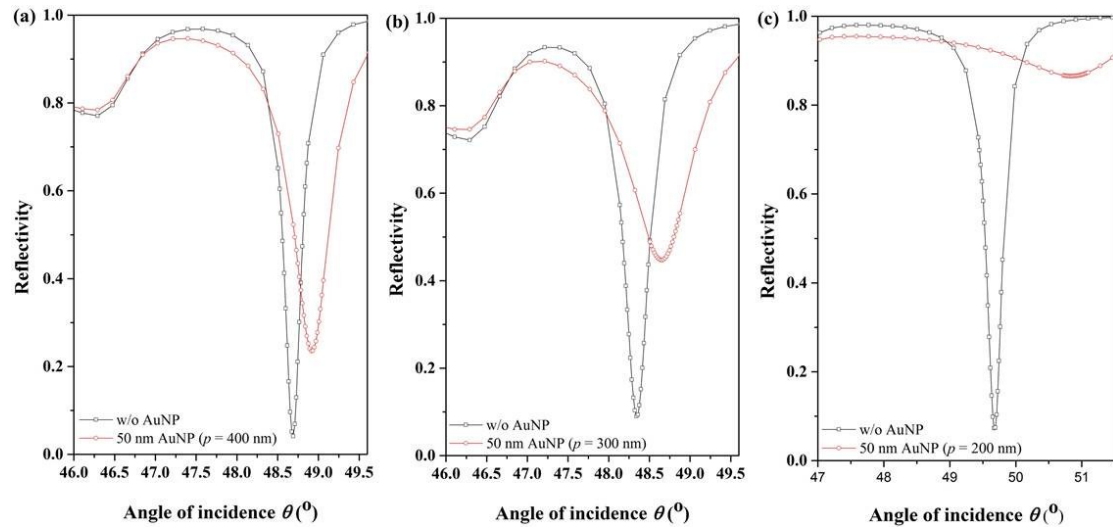 (a)
1.0
0.8
0.6
0.4
0.2
0.0
Reflectivity
w/o AuNP
50 nm AuNP (p = 400 nm)
46.0 46.5 47.0 47.5 48.0 48.5 49.0 49.5
Angle of incidence θ (º)
(b)
1.0
0.8
0.6
0.4
0.2
0.0
Reflectivity
w/o AuNP
50 nm AuNP (p = 300 nm)
46.0 46.5 47.0 47.5 48.0 48.5 49.0 49.5
Angle of incidence θ (º)
(c)
1.0
0.8
0.6
0.4
0.2
0.0
Reflectivity
w/o AuNP
50 nm AuNP (p = 200 nm)
47 48 49 50 51
Angle of incidence θ (º)